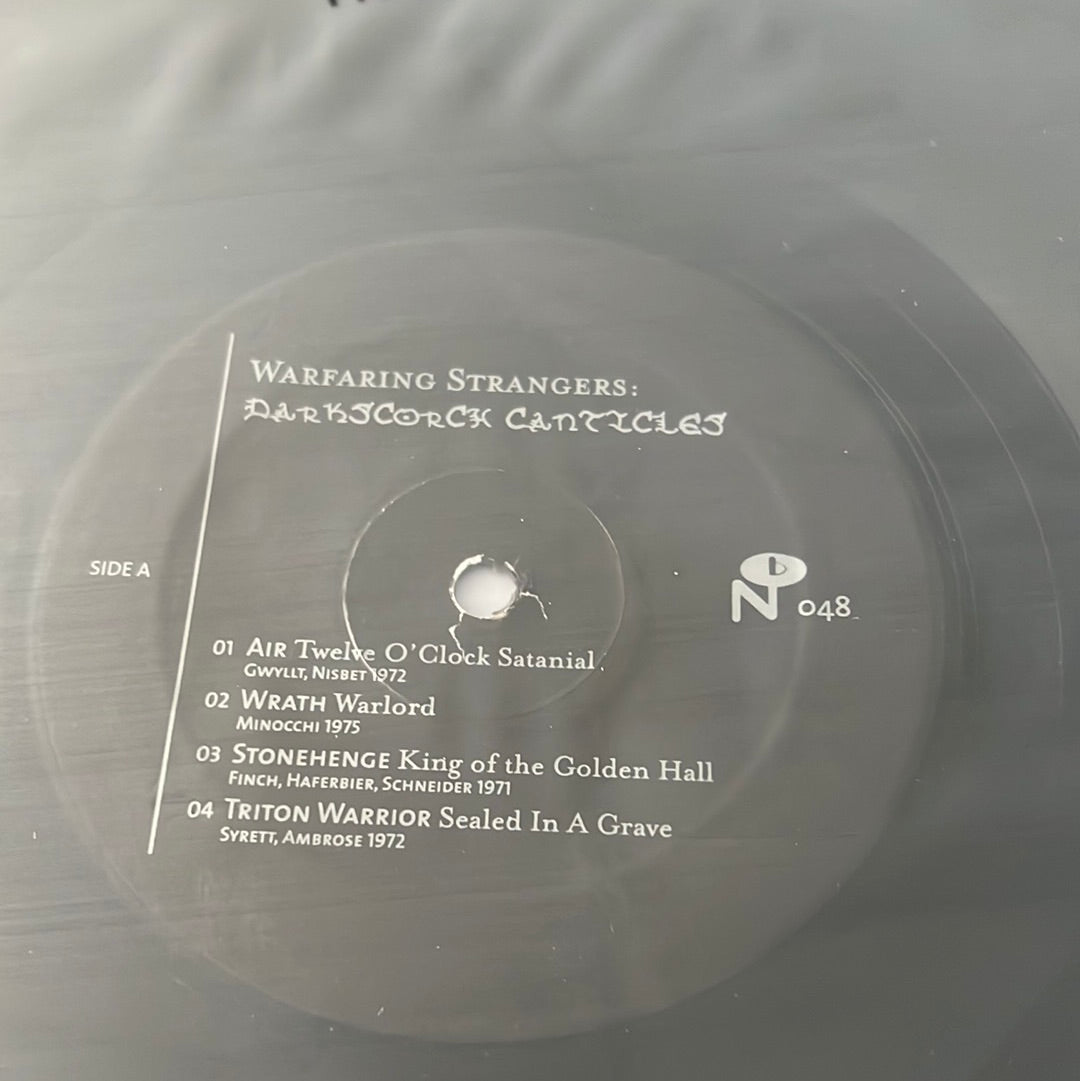 WARFARING STRANGERS:
DARKSCORCH CANTICLES
SIDE A
N 048
01 AIR Twelve O'Clock Satanial
GWYLLT, NISBET 1972
02 WRATH Warlord
MINOCCHI 1975
03 STONEHENGE King of the Golden Hall
FINCH, HAFERBIER, SCHNEIDER 1971
04 TRITON WARRIOR Sealed In A Grave
SYRETT, AMBROSE 1972